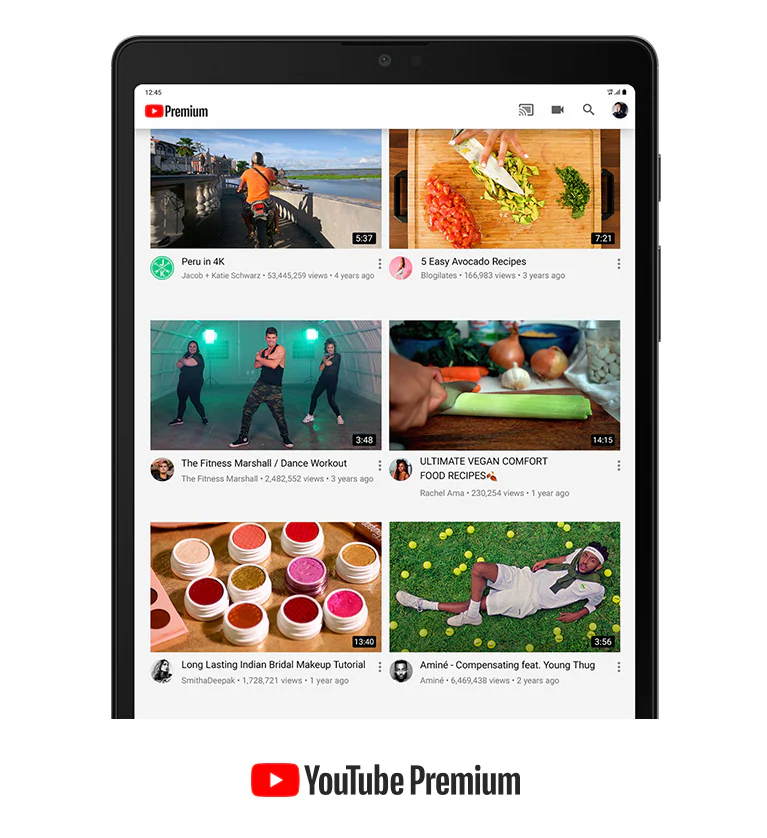 12:45
Premium
5:37
7:21
Peru in 4K
Jacob + Katie Schwarz • 53,445,259 views • 4 years ago
5 Easy Avocado Recipes
Blogilates • 166,983 views • 3 years ago
3:48
14:15
The Fitness Marshall / Dance Workout
The Fitness Marshall • 2,482,552 views • 3 years ago
ULTIMATE VEGAN COMFORT
FOOD RECIPES🍂
Rachel Ama • 230,254 views • 1 year ago
13:40
3:56
Long Lasting Indian Bridal Makeup Tutorial
SmithaDeepak • 1,728,721 views • 1 year ago
Aminé - Compensating feat. Young Thug
Aminé • 6,469,438 views • 2 years ago
YouTube Premium